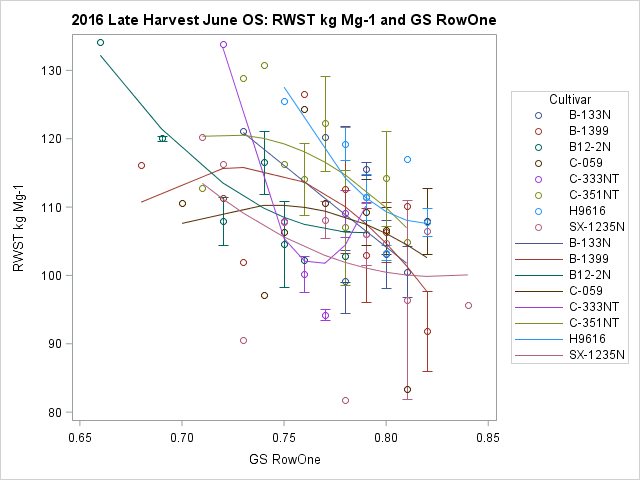 2016 Late Harvest June OS: RWST kg Mg-1 and GS RowOne
RWST kg Mg-1
130
120
110
100
90
80
0.65 0.70 0.75 0.80 0.85
GS RowOne
Cultivar
B-133N
B-1399
B12-2N
C-059
C-333NT
C-351NT
H9616
SX-1235N
B-133N
B-1399
B12-2N
C-059
C-333NT
C-351NT
H9616
SX-1235N